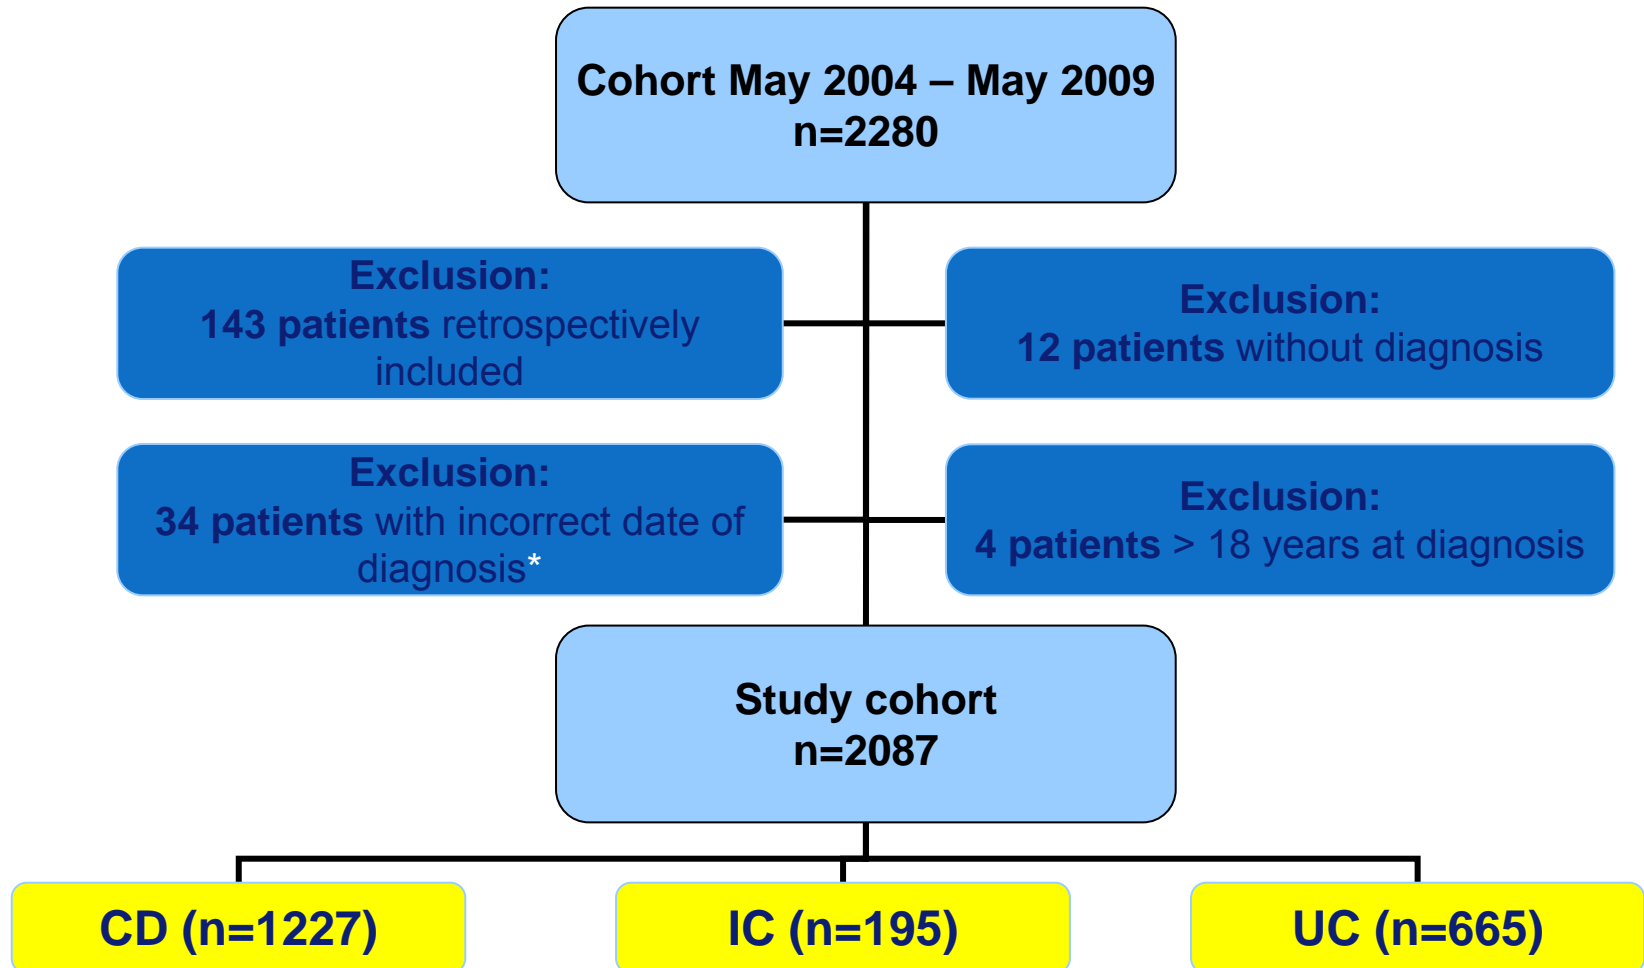 Cohort May 2004 – May 2009
n=2280
Exclusion:
143 patients retrospectively
included
Exclusion:
12 patients without diagnosis
Exclusion:
34 patients with incorrect date of
diagnosis*
Exclusion:
4 patients > 18 years at diagnosis
Study cohort
n=2087
CD (n=1227)
IC (n=195)
UC (n=665)